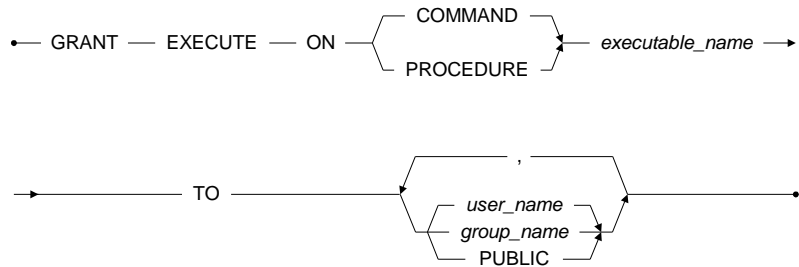 COMMAND
GRANT EXECUTE ON executable_name
PROCEDURE
,
TO user_name
group_name
PUBLIC